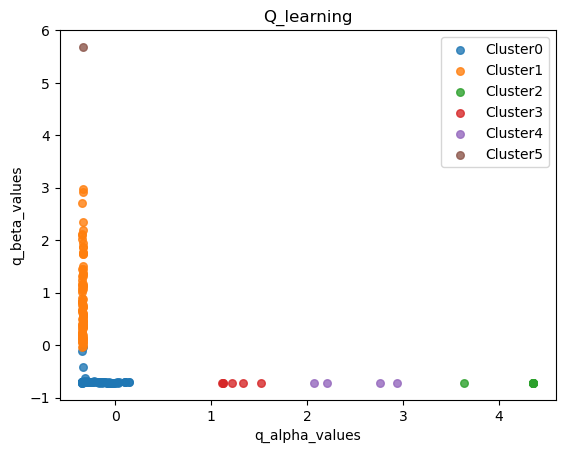 Q_learning
6
5
4
3
2
1
0
−1
q_beta_values
Cluster0
Cluster1
Cluster2
Cluster3
Cluster4
Cluster5
0
1
2
3
4
q_alpha_values